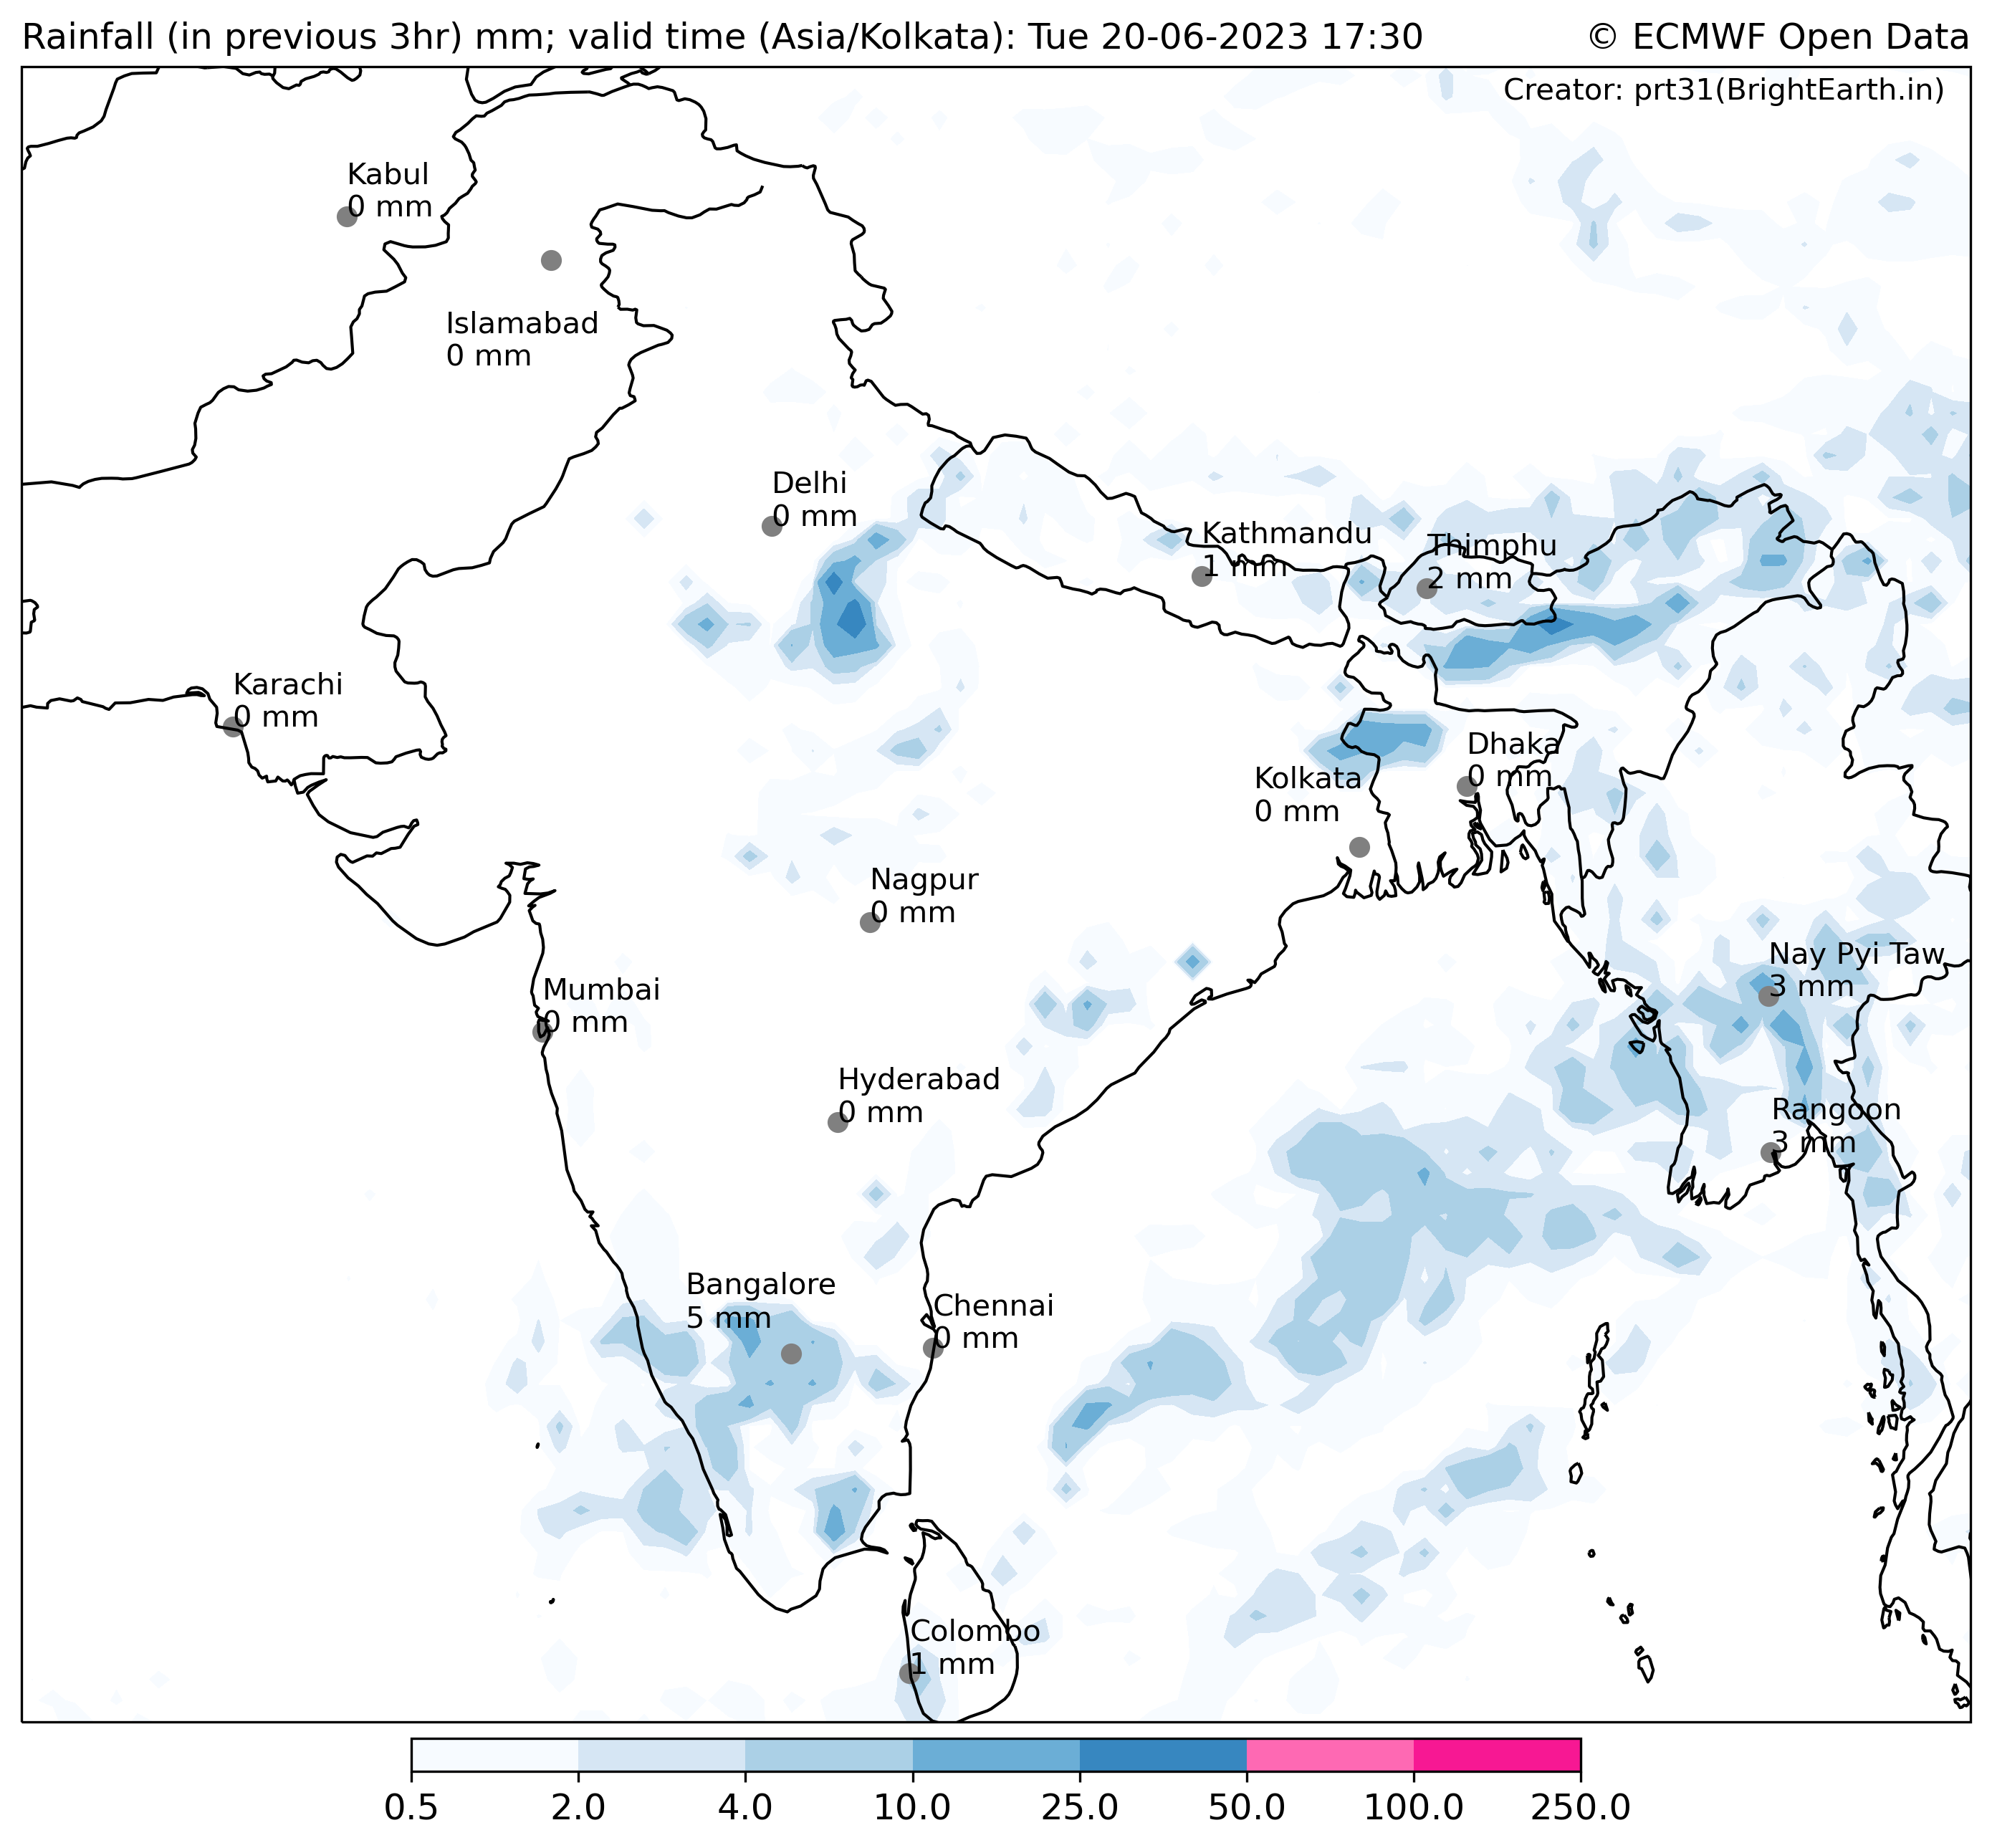 Rainfall (in previous 3hr) mm; valid time (Asia/Kolkata): Tue 20-06-2023 17:30 © ECMWF Open Data
Creator: prt31(BrightEarth.in)
Kabul
0 mm
Islamabad
0 mm
Delhi
0 mm
Kathmandu
1 mm
Thimphu
2 mm
Karachi
0 mm
Dhaka
0 mm
Kolkata
0 mm
Nagpur
0 mm
Nay Pyi Taw
3 mm
Mumbai
0 mm
Hyderabad
0 mm
Rangoon
3 mm
Bangalore
5 mm
Chennai
0 mm
Colombo
1 mm
0.5 2.0 4.0 10.0 25.0 50.0 100.0 250.0